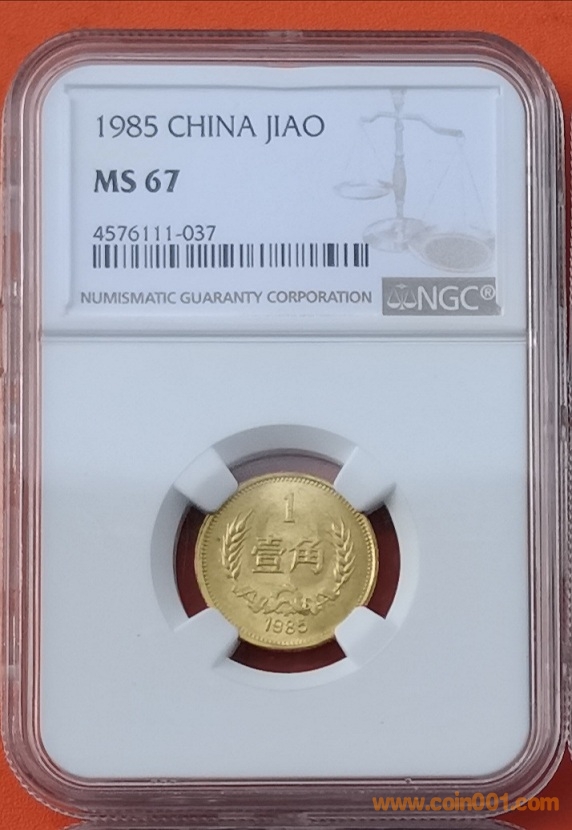 1985 CHINA JIAO
MS 67
4576111-037
NUMISMATIC GUARANTY CORPORATION
NGC®
1
壹角
1985
www.coin001.com